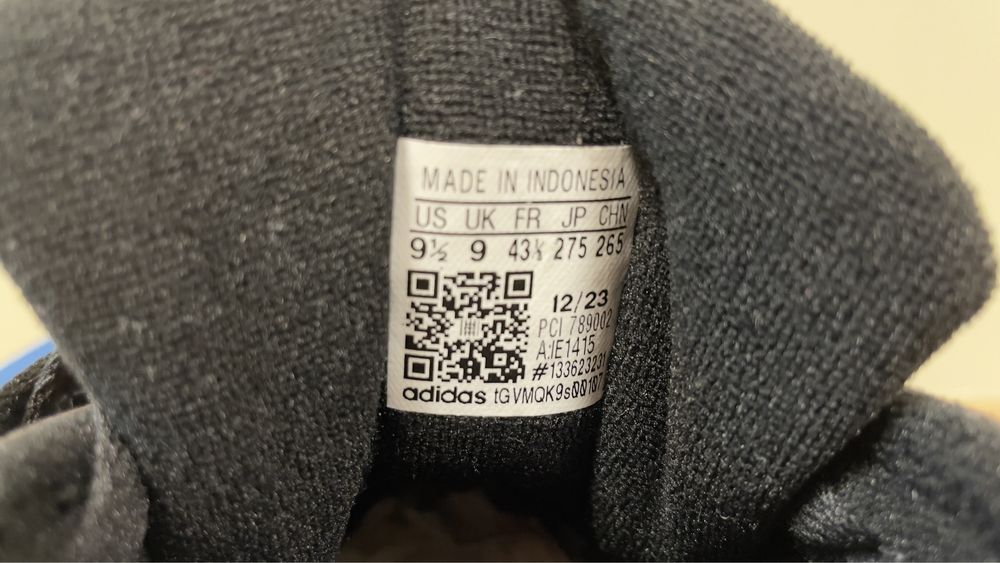 MADE IN INDONESIA
US UK FR JP CHN
9½ 9 43⅓ 275 265
12/23
PCI 789002
A:IE1415
#133623231
adidas